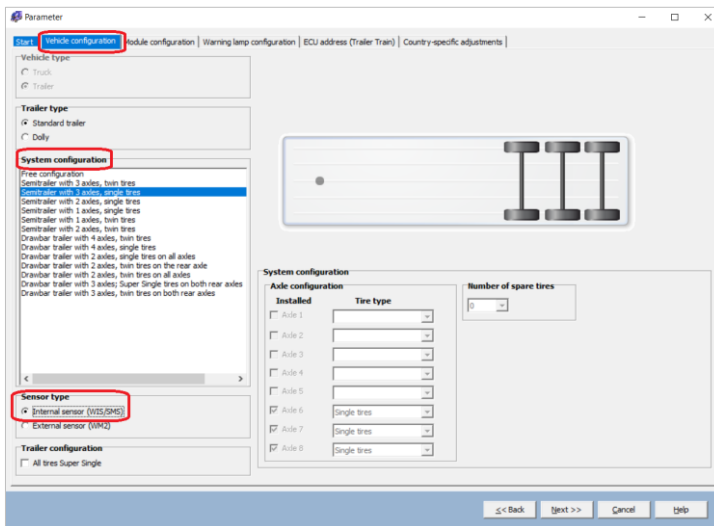 Parameter
Start
Vehicle configuration
Module configuration
Warning lamp configuration
ECU address (Trailer Train)
Country-specific adjustments
Vehicle type
Truck
Trailer
Trailer type
Standard trailer
Dolly
System configuration
Free configuration
Semitrailer with 3 axles, twin tires
Semitrailer with 3 axles, single tires
Semitrailer with 2 axles, single tires
Semitrailer with 1 axles, single tires
Semitrailer with 1 axles, twin tires
Semitrailer with 2 axles, twin tires
Drawbar trailer with 4 axles, twin tires
Drawbar trailer with 4 axles, single tires
Drawbar trailer with 2 axles, single tires on all axles
Drawbar trailer with 2 axles, twin tires on the rear axle
Drawbar trailer with 2 axles, twin tires on all axles
Drawbar trailer with 3 axles; Super Single tires on both rear axles
Drawbar trailer with 3 axles, twin tires on both rear axles
Sensor type
Internal sensor (WIS/SMS)
External sensor (WM2)
Trailer configuration
All tires Super Single
System configuration
Axle configuration
Installed
Tire type
Axle 1
Axle 2
Axle 3
Axle 4
Axle 5
Axle 6
Single tires
Axle 7
Single tires
Axle 8
Single tires
Number of spare tires
0
<< Back
Next >>
Cancel
Help